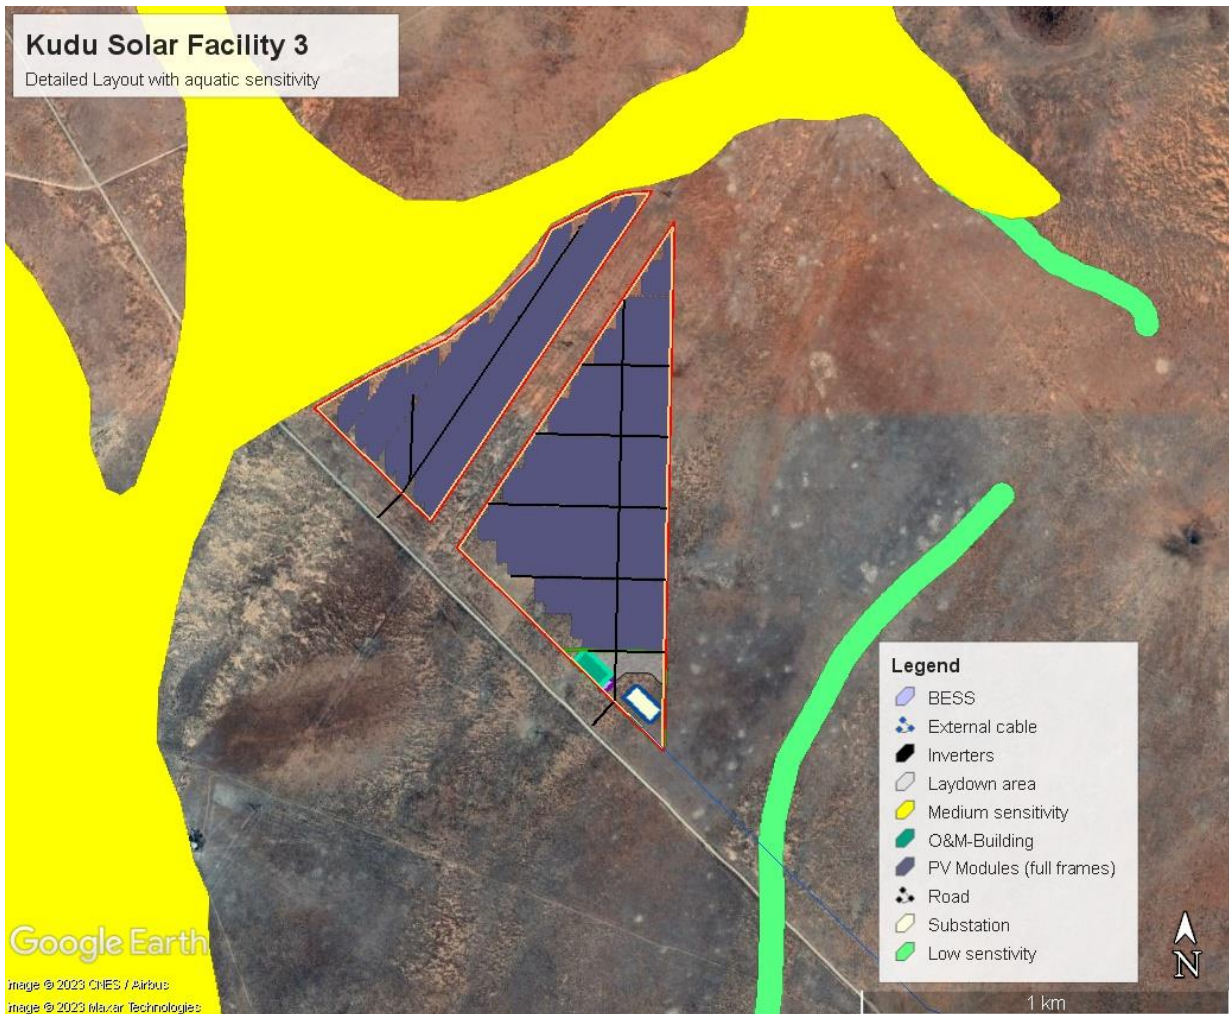 Kudu Solar Facility 3
Detailed Layout with aquatic sensitivity
Legend
BESS
External cable
Inverters
Laydown area
Medium sensitivity
O&M-Building
PV Modules (full frames)
Road
Substation
Low senstivity
N
1 km
Google Earth
Image © 2023 CNES / Airbus
Image © 2023 Maxar Technologies